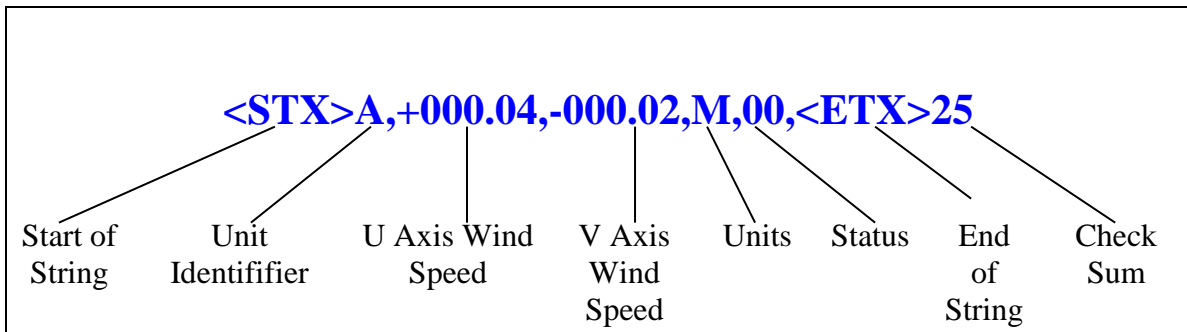 <STX>A,+000.04,-000.02,M,00,<ETX>25
Start of String
Unit Identififier
U Axis Wind Speed
V Axis Wind Speed
Units
Status
End of String
Check Sum